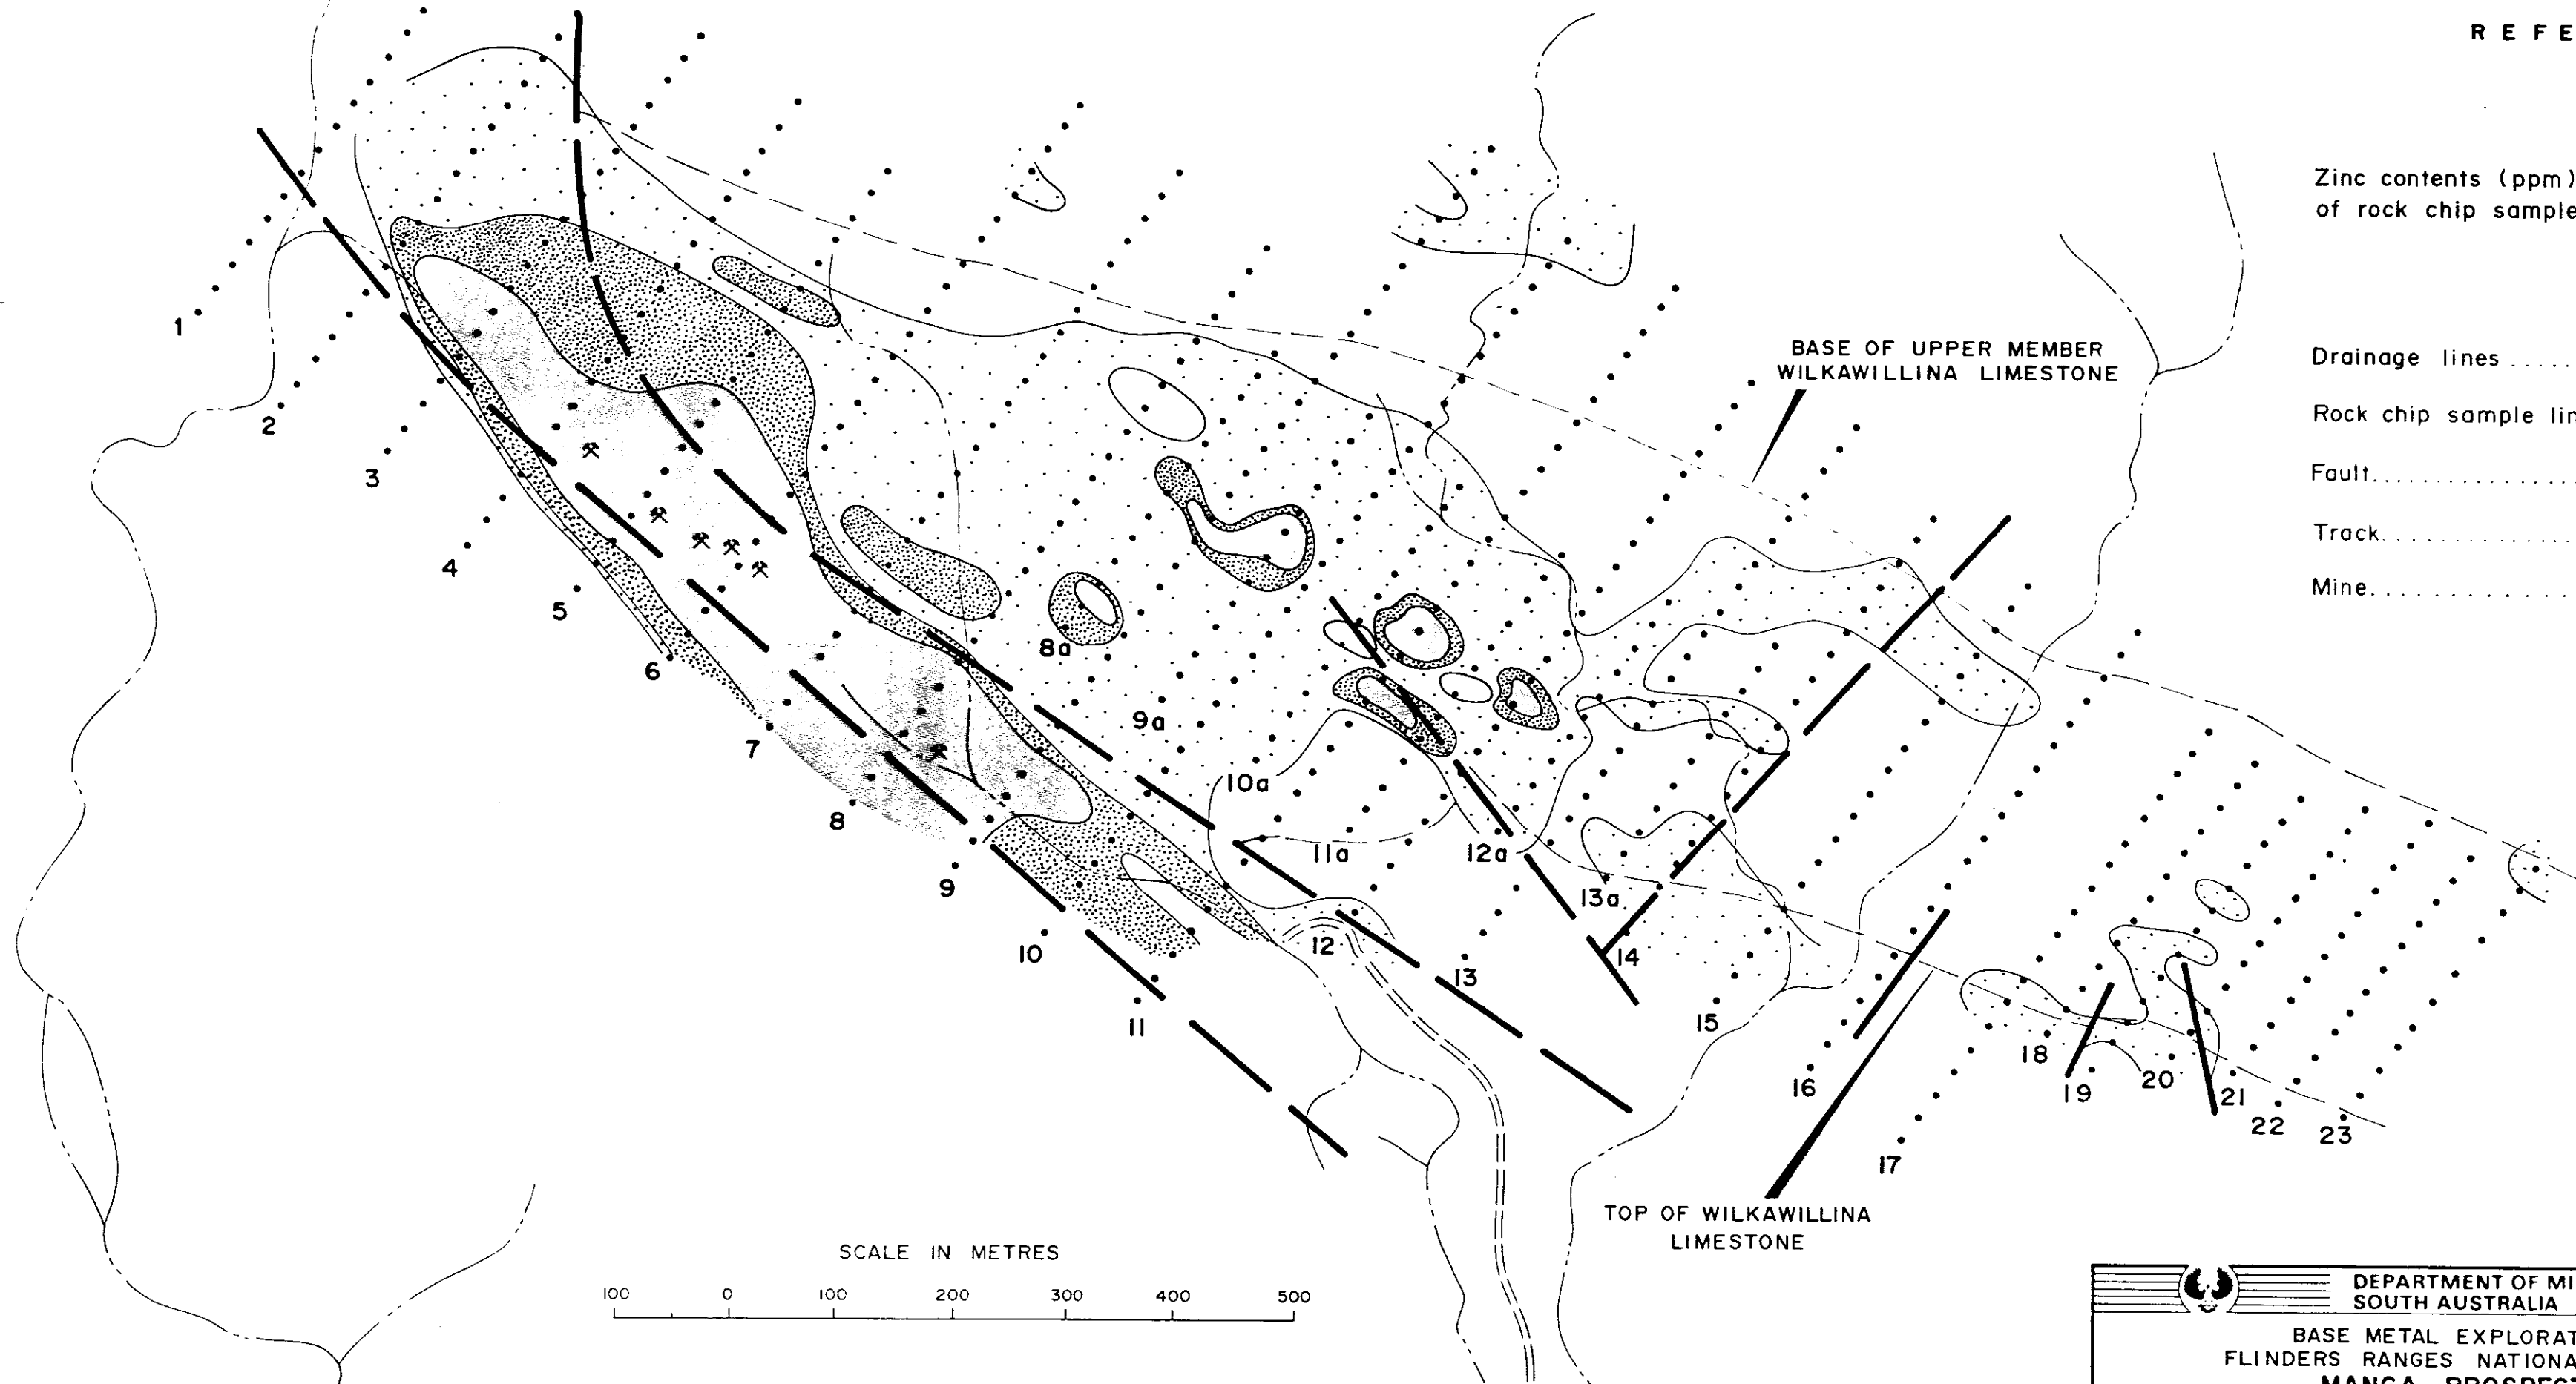 R E F E
Zinc contents (ppm)
of rock chip sample
Drainage lines ....
Rock chip sample lin
Fault..............
Track..............
Mine...............
BASE OF UPPER MEMBER
WILKAWILLINA LIMESTONE
1
2
3
4
5
6
7
8
9
10
11
8a
9a
10a
11a
12a
13a
12
13
14
15
16
17
18
19
20
21
22
23
TOP OF WILKAWILLINA
LIMESTONE
SCALE IN METRES
100 0 100 200 300 400 500
DEPARTMENT OF MI
SOUTH AUSTRALIA
BASE METAL EXPLORAT
FLINDERS RANGES NATIONA
MANGA PROSPECT